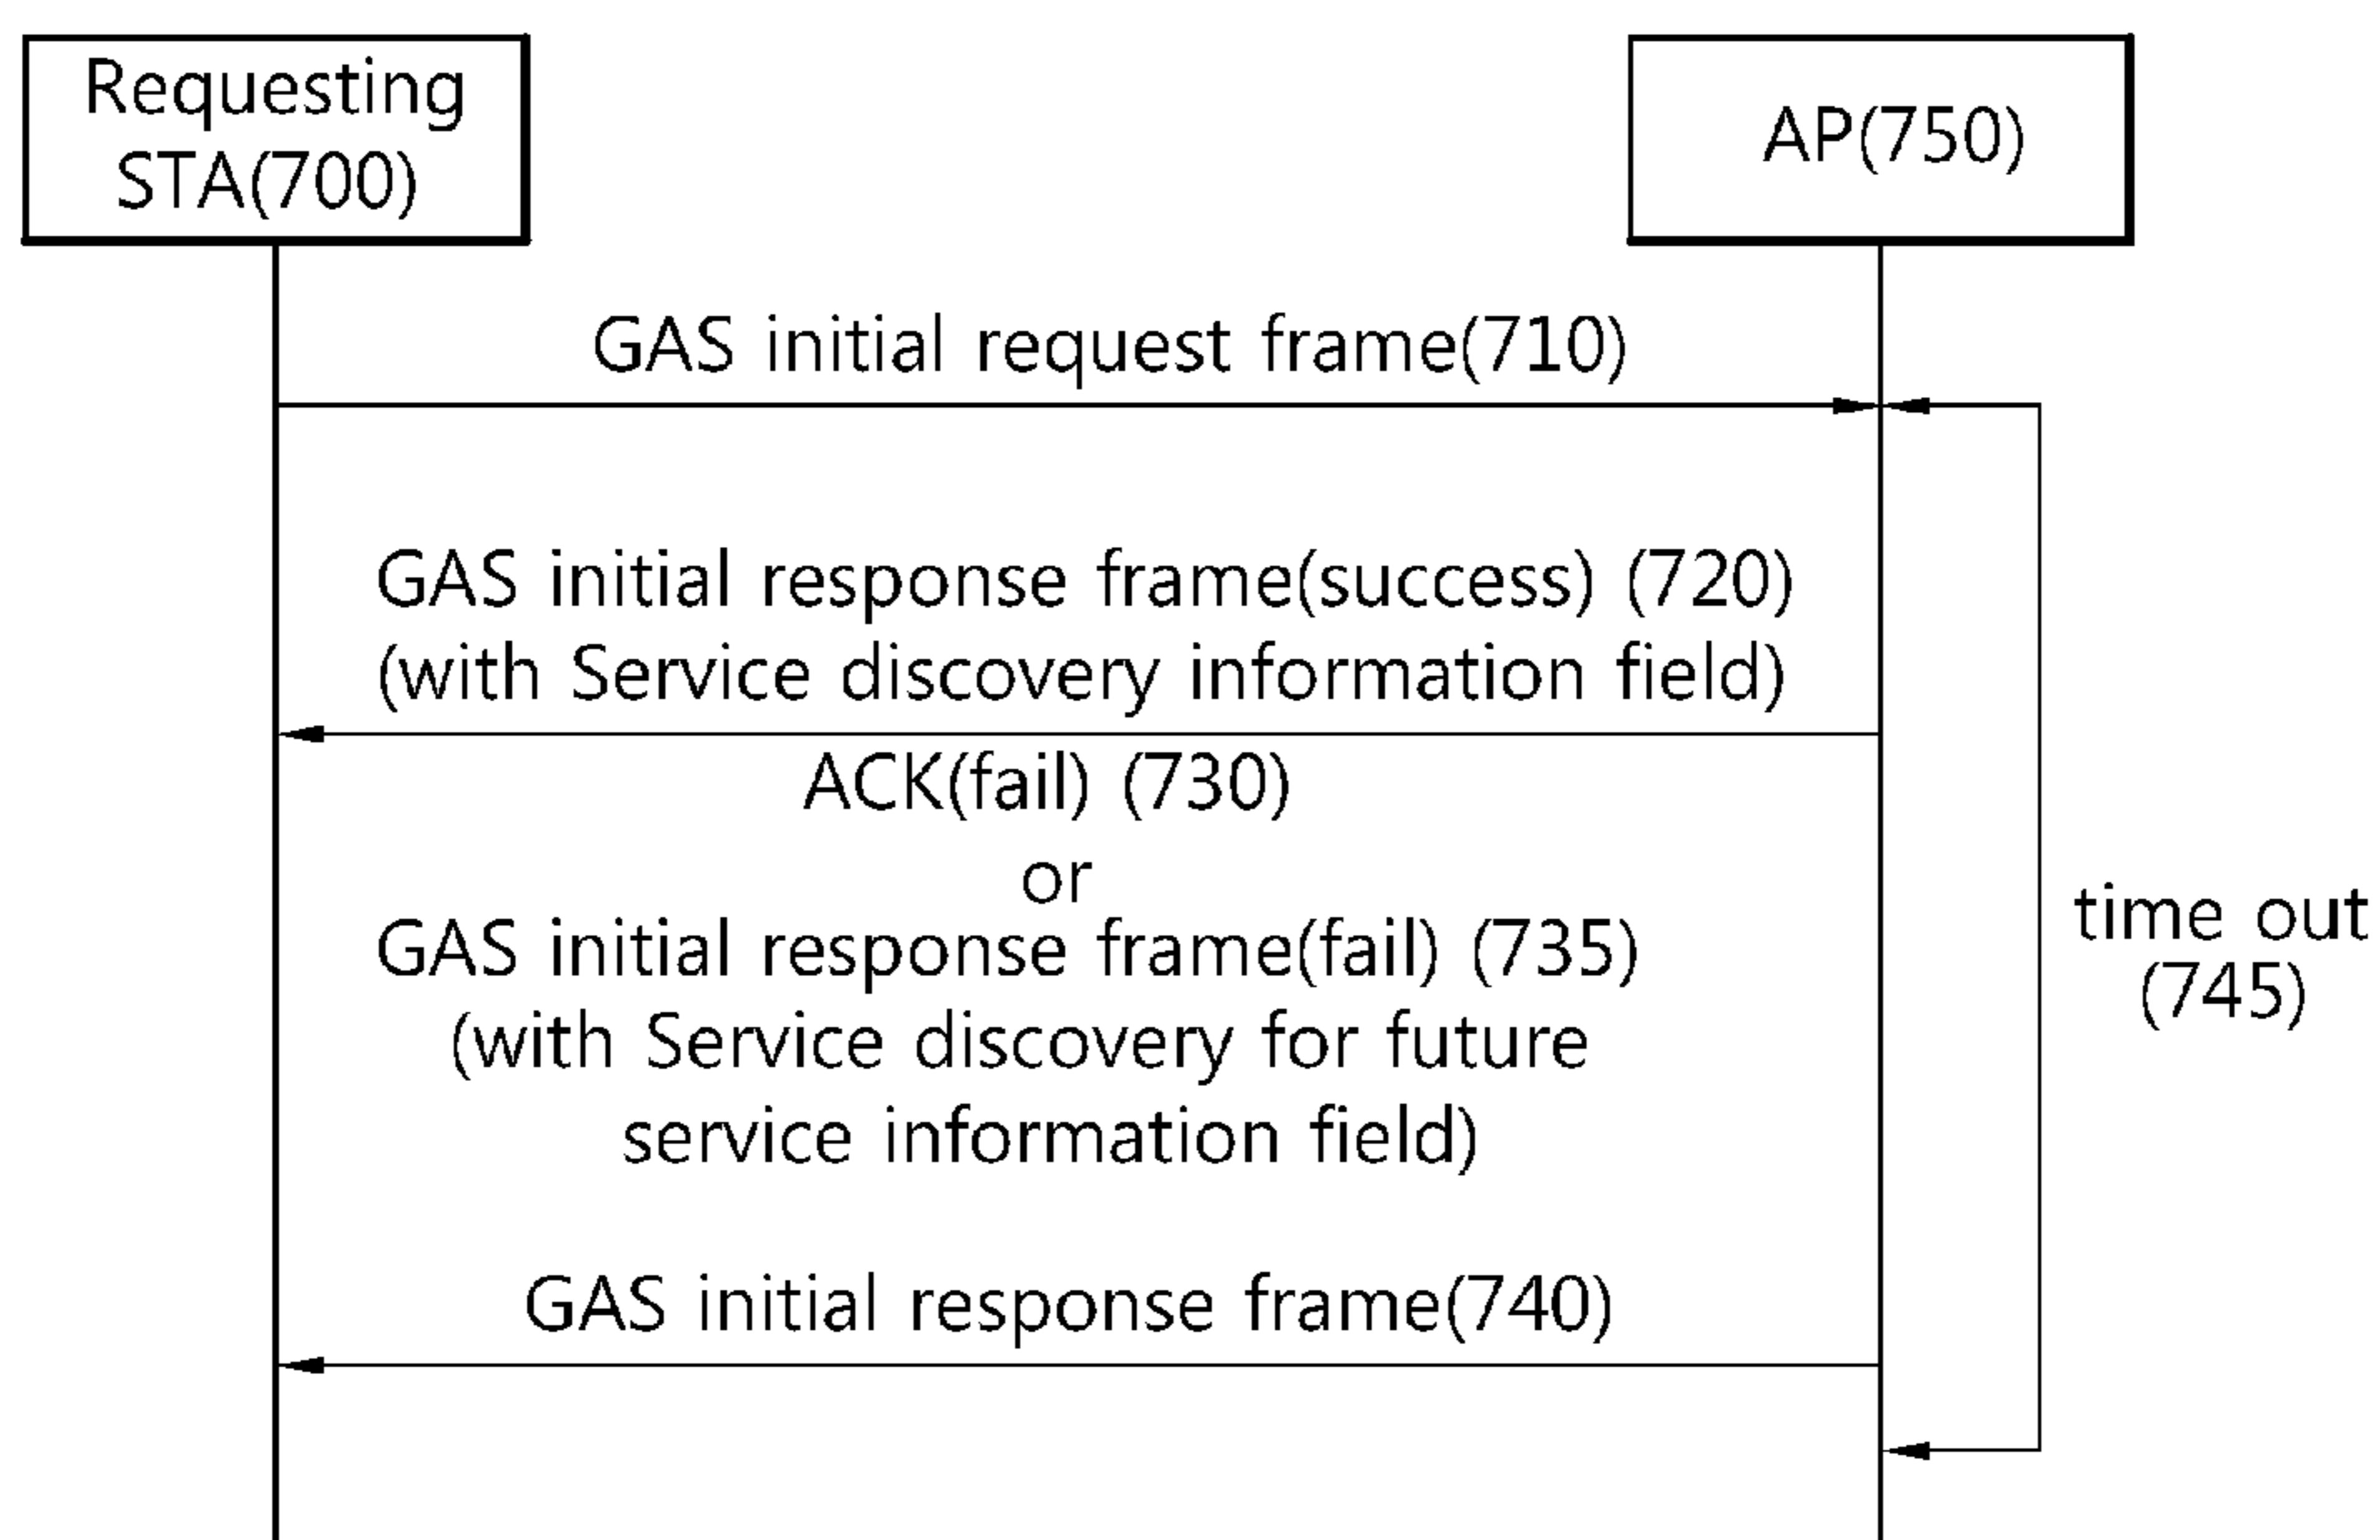 Requesting
STA(700)
AP(750)
GAS initial request frame(710)
GAS initial response frame(success) (720)
(with Service discovery information field)
ACK(fail) (730)
or
GAS initial response frame(fail) (735)
(with Service discovery for future
service information field)
time out
(745)
GAS initial response frame(740)